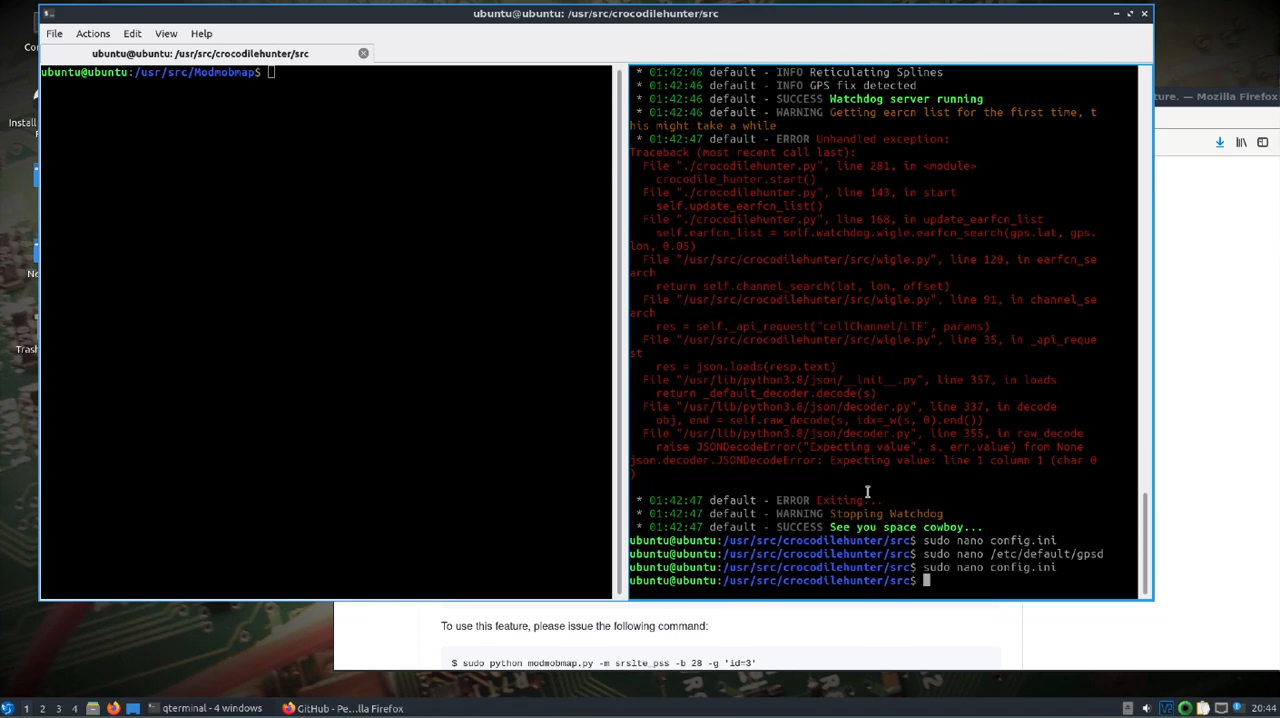 ubuntu@ubuntu: /usr/src/crocodilehunter/src
File Actions Edit View Help
ubuntu@ubuntu: /usr/src/crocodilehunter/src
ubuntu@ubuntu:/usr/src/Modmobmap$
* 01:42:46 default - INFO Reticulating Splines
* 01:42:46 default - INFO GPS fix detected
* 01:42:46 default - SUCCESS Watchdog server running
* 01:42:46 default - WARNING Getting earcn list for the first time, t
his might take a while
* 01:42:47 default - ERROR Unhandled exception:
Traceback (most recent call last):
File "./crocodilehunter.py", line 281, in <module>
crocodile_hunter.start()
File "./crocodilehunter.py", line 143, in start
self.update_earfcn_list()
File "./crocodilehunter.py", line 168, in update_earfcn_list
self.earfcn_list = self.watchdog.wigle.earfcn_search(gps.lat, gps.
lon, 0.05)
File "/usr/src/crocodilehunter/src/wigle.py", line 120, in earfcn_se
arch
return self.channel_search(lat, lon, offset)
File "/usr/src/crocodilehunter/src/wigle.py", line 91, in channel_se
arch
res = self._api_request("cellChannel/LTE", params)
File "/usr/src/crocodilehunter/src/wigle.py", line 35, in _api_reque
st
res = json.loads(resp.text)
File "/usr/lib/python3.8/json/__init__.py", line 357, in loads
return _default_decoder.decode(s)
File "/usr/lib/python3.8/json/decoder.py", line 337, in decode
obj, end = self.raw_decode(s, idx=_w(s, 0).end())
File "/usr/lib/python3.8/json/decoder.py", line 355, in raw_decode
raise JSONDecodeError("Expecting value", s, err.value) from None
json.decoder.JSONDecodeError: Expecting value: line 1 column 1 (char 0
)
* 01:42:47 default - ERROR Exiting...
* 01:42:47 default - WARNING Stopping Watchdog
* 01:42:47 default - SUCCESS See you space cowboy...
ubuntu@ubuntu:/usr/src/crocodilehunter/src$ sudo nano config.ini
ubuntu@ubuntu:/usr/src/crocodilehunter/src$ sudo nano /etc/default/gpsd
ubuntu@ubuntu:/usr/src/crocodilehunter/src$ sudo nano config.ini
ubuntu@ubuntu:/usr/src/crocodilehunter/src$
ture. — Mozilla Firefox
Install
Trash
To use this feature, please issue the following command:
$ sudo python modmobmap.py -m srslte_pss -b 28 -g 'id=3'
1 2 3 4 qterminal - 4 windows GitHub - Pe...lla Firefox 20:44